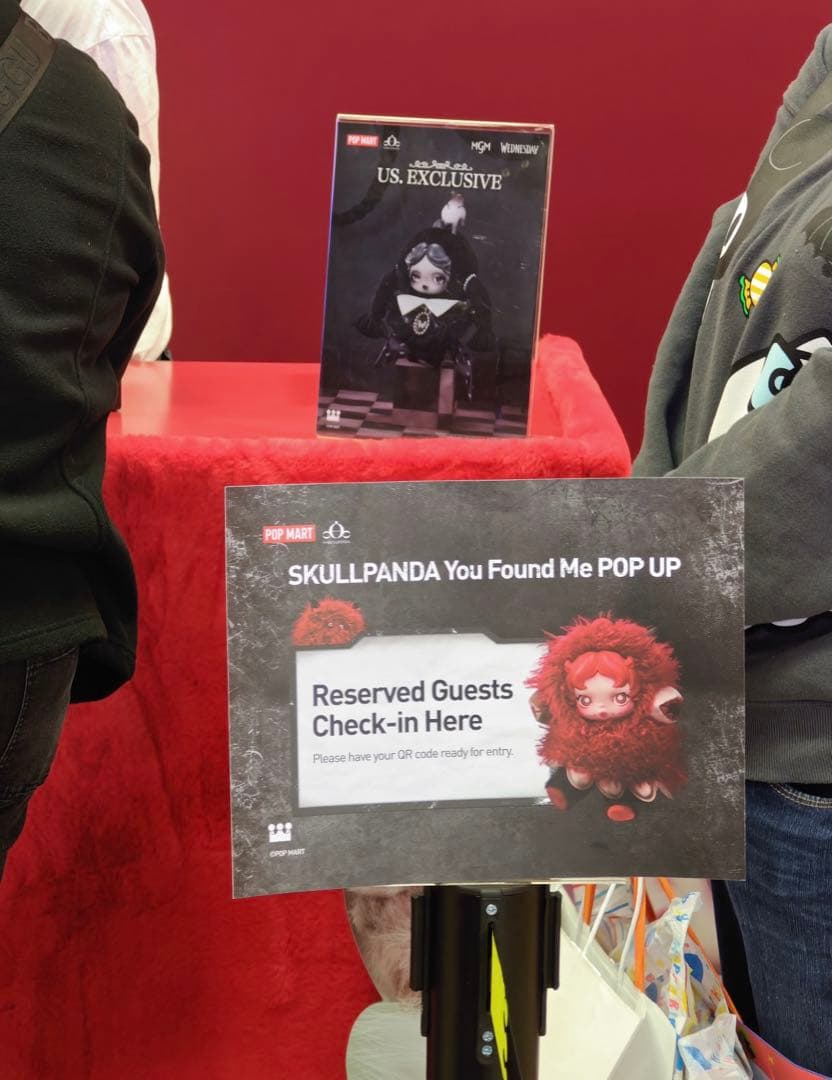 POP MART
MGM WEDNESDAY
US. EXCLUSIVE
POP MART
SKULLPANDA You Found Me POP UP
Reserved Guests
Check-in Here
Please have your QR code ready for entry.
©POP MART